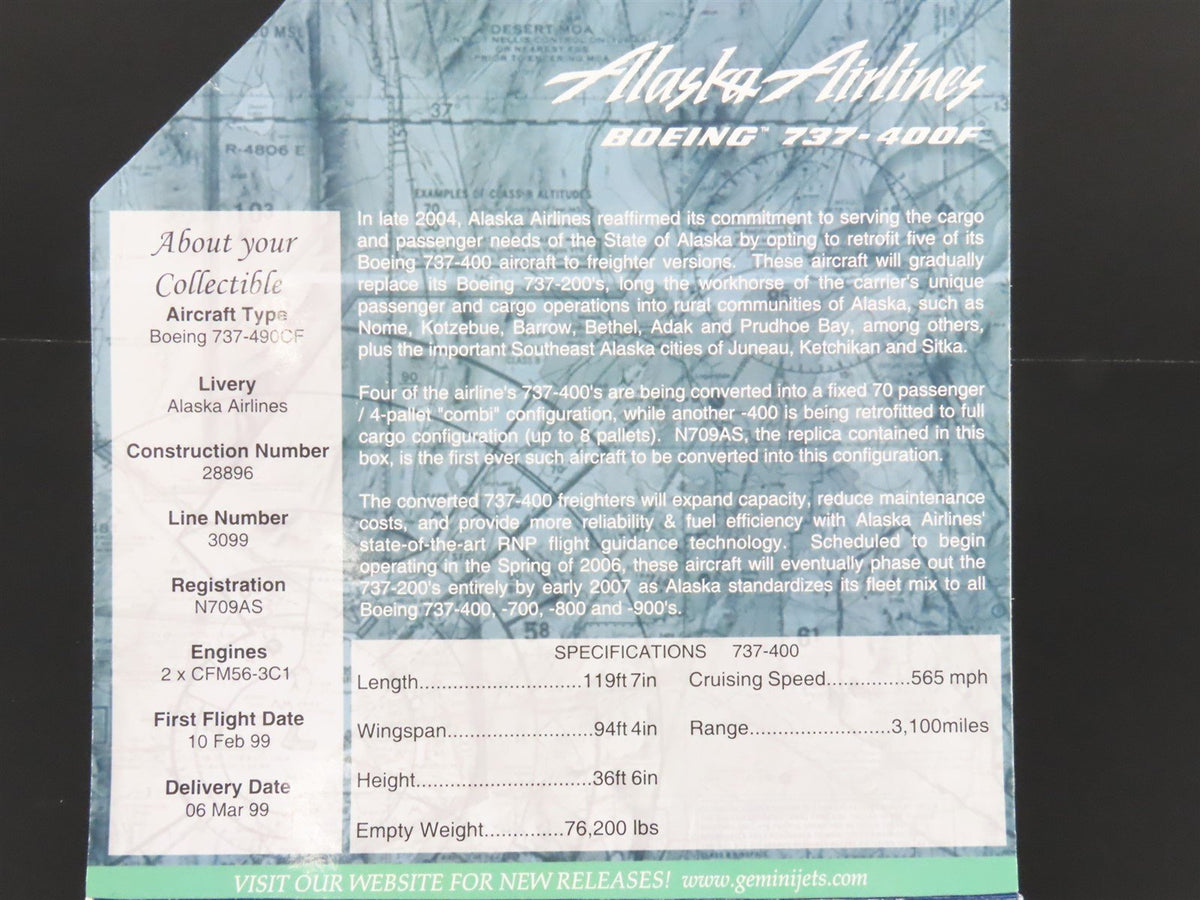 DESERT MOA
R-4806 E
37
EXAMPLES OF CLASS B ALTITUDES
70
90
58
61
Alaska Airlines
BOEING™ 737-400F
In late 2004, Alaska Airlines reaffirmed its commitment to serving the cargo
and passenger needs of the State of Alaska by opting to retrofit five of its
Boeing 737-400 aircraft to freighter versions. These aircraft will gradually
replace its Boeing 737-200's, long the workhorse of the carrier's unique
passenger and cargo operations into rural communities of Alaska, such as
Nome, Kotzebue, Barrow, Bethel, Adak and Prudhoe Bay, among others,
plus the important Southeast Alaska cities of Juneau, Ketchikan and Sitka.
Four of the airline's 737-400's are being converted into a fixed 70 passenger
/ 4-pallet "combi" configuration, while another -400 is being retrofitted to full
cargo configuration (up to 8 pallets). N709AS, the replica contained in this
box, is the first ever such aircraft to be converted into this configuration.
The converted 737-400 freighters will expand capacity, reduce maintenance
costs, and provide more reliability & fuel efficiency with Alaska Airlines'
state-of-the-art RNP flight guidance technology. Scheduled to begin
operating in the Spring of 2006, these aircraft will eventually phase out the
737-200's entirely by early 2007 as Alaska standardizes its fleet mix to all
Boeing 737-400, -700, -800 and -900's.
About your
Collectible
Aircraft Type
Boeing 737-490CF
Livery
Alaska Airlines
Construction Number
28896
Line Number
3099
Registration
N709AS
Engines
2 x CFM56-3C1
First Flight Date
10 Feb 99
Delivery Date
06 Mar 99
SPECIFICATIONS 737-400
Length..............................119ft 7in Cruising Speed...............565 mph
Wingspan...........................94ft 4in Range..........................3,100miles
Height................................36ft 6in
Empty Weight..............76,200 lbs
VISIT OUR WEBSITE FOR NEW RELEASES! www.geminijets.com